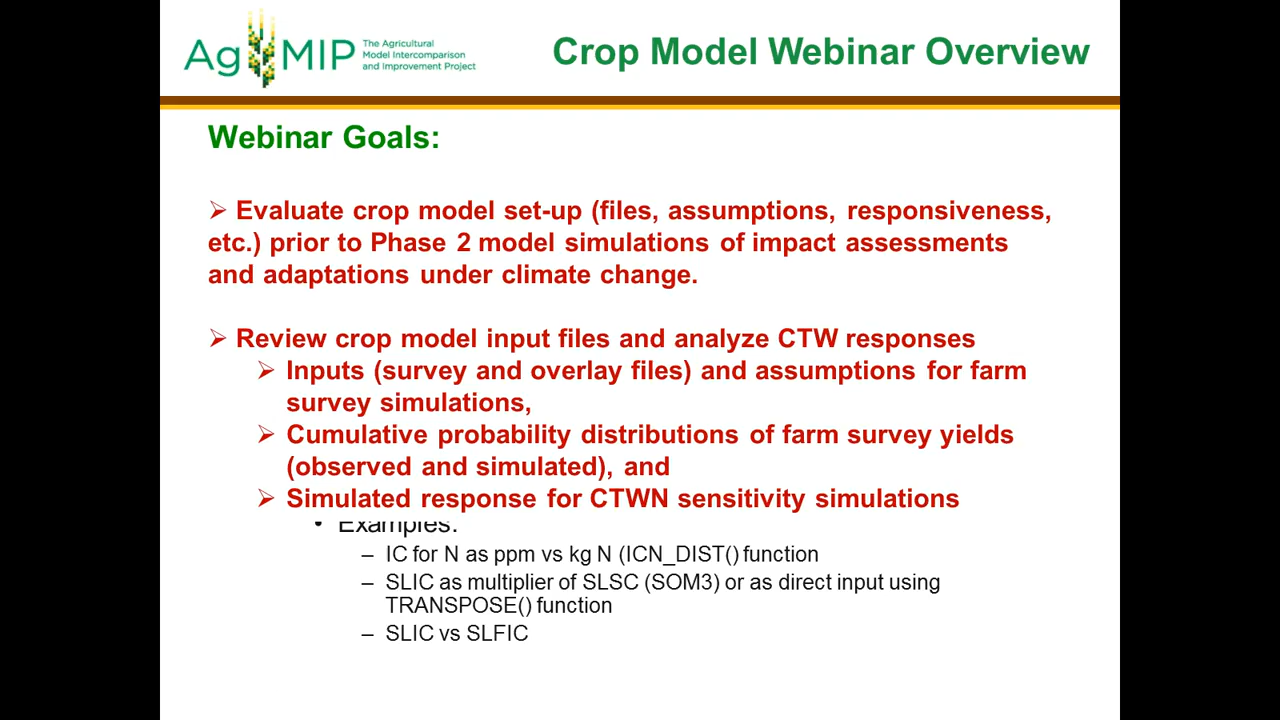 AgMIP
The Agricultural
Model Intercomparison
and Improvement Project
Crop Model Webinar Overview
Webinar Goals:
➢ Evaluate crop model set-up (files, assumptions, responsiveness,
etc.) prior to Phase 2 model simulations of impact assessments
and adaptations under climate change.
➢ Review crop model input files and analyze CTW responses
➢ Inputs (survey and overlay files) and assumptions for farm
survey simulations,
➢ Cumulative probability distributions of farm survey yields
(observed and simulated), and
➢ Simulated response for CTWN sensitivity simulations
• Examples:
– IC for N as ppm vs kg N (ICN_DIST() function
– SLIC as multiplier of SLSC (SOM3) or as direct input using
TRANSPOSE() function
– SLIC vs SLFIC